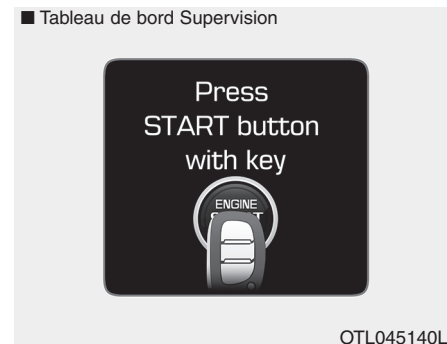 ■ Tableau de bord Supervision
Press
START button
with key
ENGINE
OTL045140L